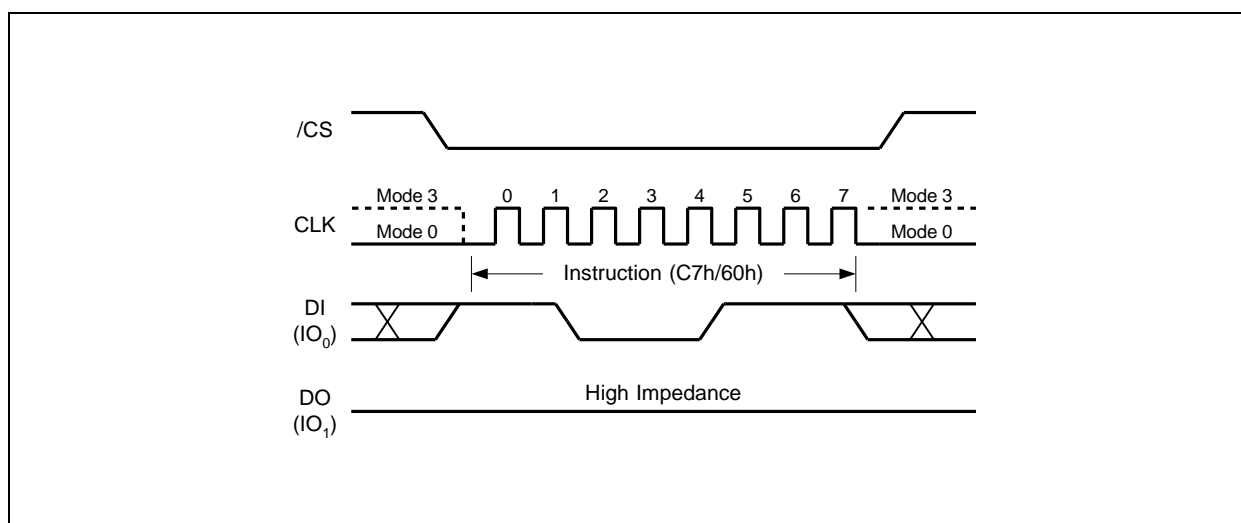 /CS
Mode 3 0 1 2 3 4 5 6 7 Mode 3
CLK
Mode 0 Mode 0
Instruction (C7h/60h)
DI
(IO0)
High Impedance
DO
(IO1)